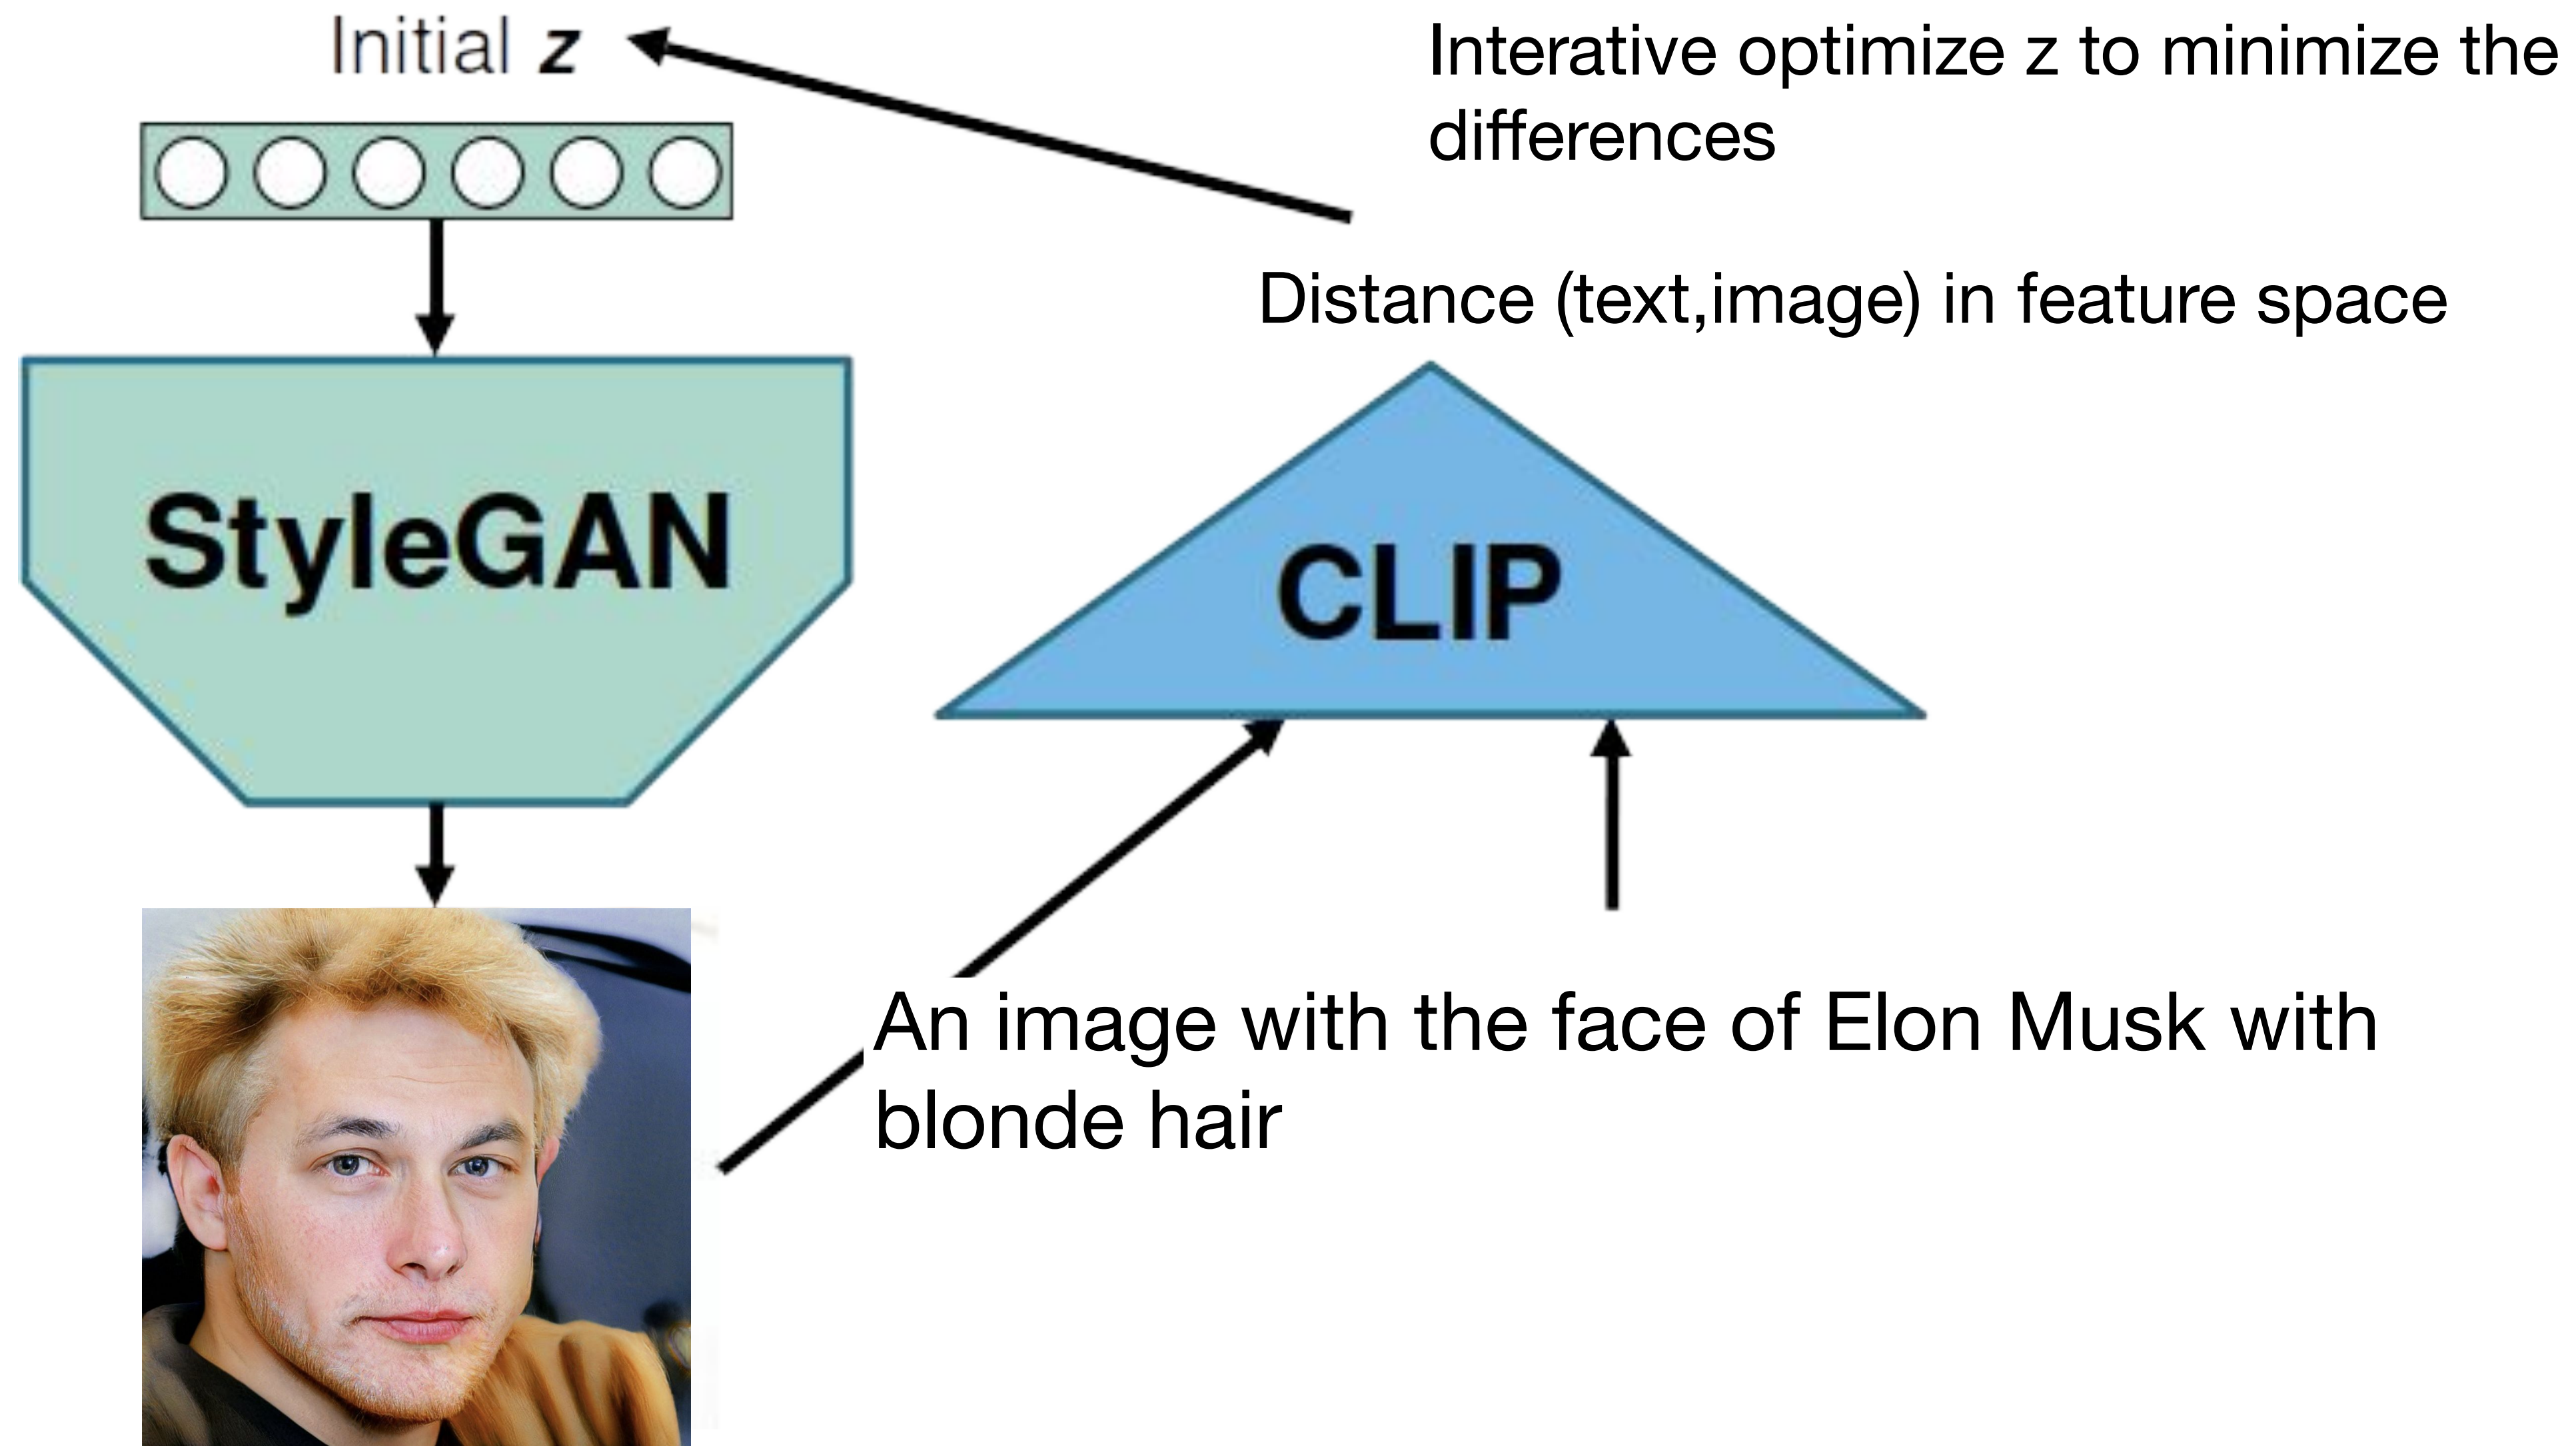 Initial z
Interative optimize z to minimize the
differences
Distance (text,image) in feature space
StyleGAN
CLIP
An image with the face of Elon Musk with
blonde hair